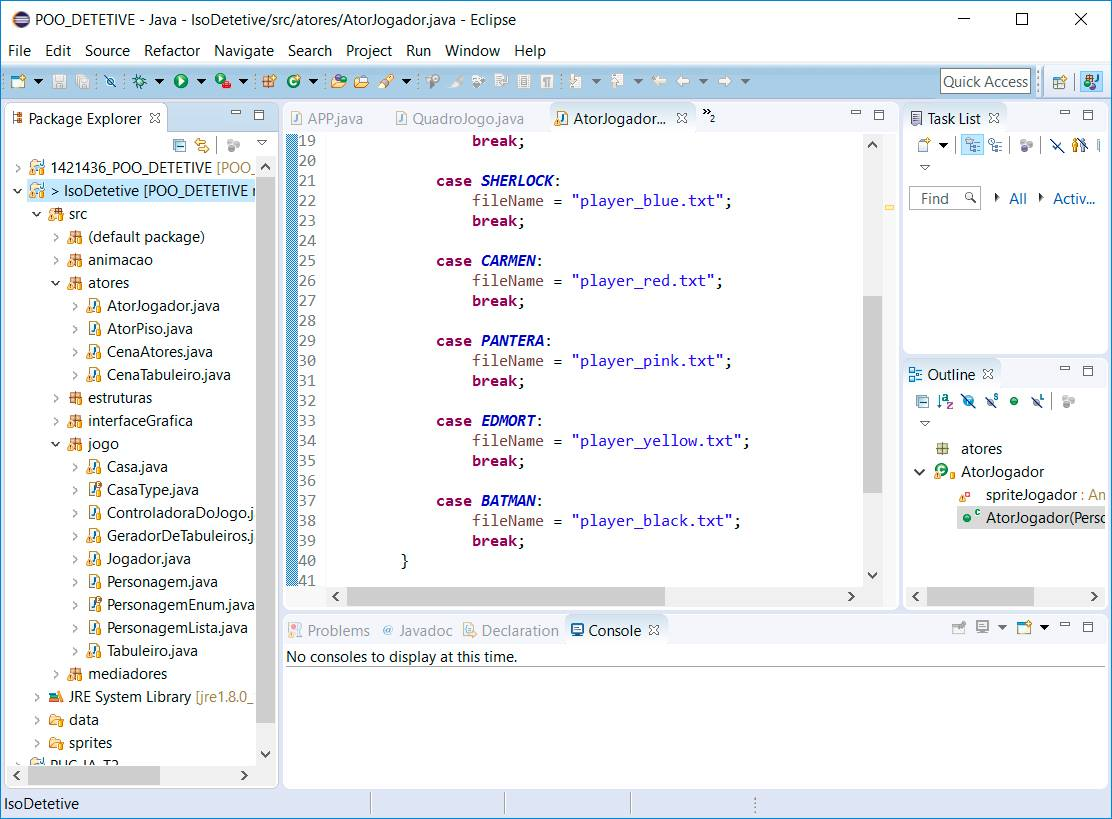 POO_DETETIVE - Java - IsoDetetive/src/atores/AtorJogador.java - Eclipse
File Edit Source Refactor Navigate Search Project Run Window Help
Quick Access
Package Explorer
1421436_POO_DETETIVE [POO_
> IsoDetetive [POO_DETETIVE
src
(default package)
animacao
atores
AtorJogador.java
AtorPiso.java
CenaAtores.java
CenaTabuleiro.java
estruturas
interfaceGrafica
jogo
Casa.java
CasaType.java
ControladoraDoJogo.j
GeradorDeTabuleiros.j
Jogador.java
Personagem.java
PersonagemEnum.java
PersonagemLista.java
Tabuleiro.java
mediadores
JRE System Library [jre1.8.0_
data
sprites
APP.java QuadroJogo.java AtorJogador... »2
19 break;
20
21 case SHERLOCK:
22 fileName = "player_blue.txt";
23 break;
24
25 case CARMEN:
26 fileName = "player_red.txt";
27 break;
28
29 case PANTERA:
30 fileName = "player_pink.txt";
31 break;
32
33 case EDMORT:
34 fileName = "player_yellow.txt";
35 break;
36
37 case BATMAN:
38 fileName = "player_black.txt";
39 break;
40 }
41
Task List
Find All Activ...
Outline
atores
AtorJogador
spriteJogador : An
AtorJogador(Perso
Problems @ Javadoc Declaration Console
No consoles to display at this time.
IsoDetetive